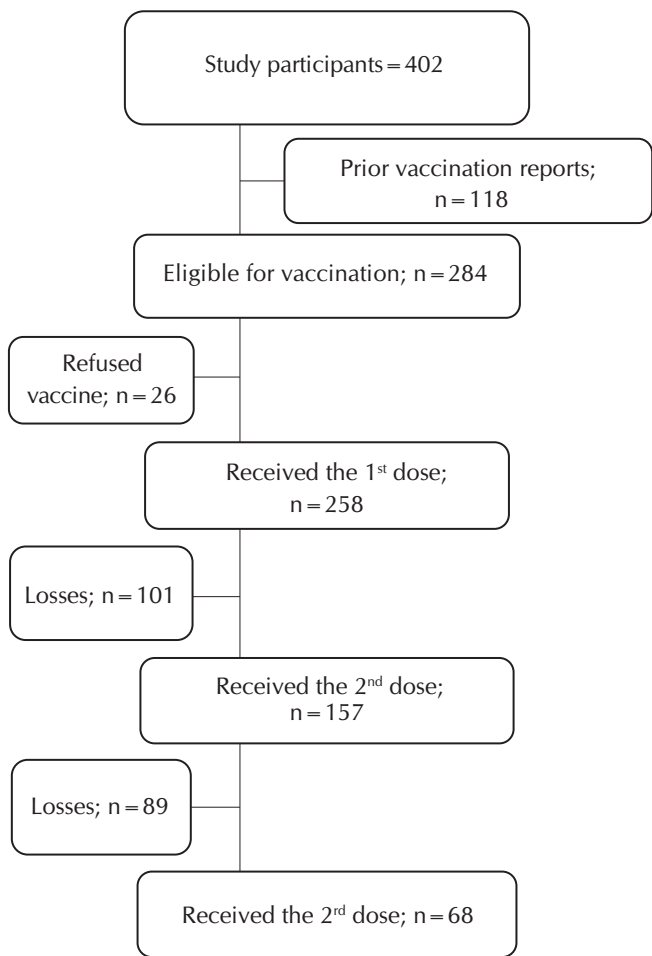 Study participants = 402
Prior vaccination reports;
n = 118
Eligible for vaccination; n = 284
Refused
vaccine; n = 26
Received the 1st dose;
n = 258
Losses; n = 101
Received the 2nd dose;
n = 157
Losses; n = 89
Received the 2rd dose; n = 68